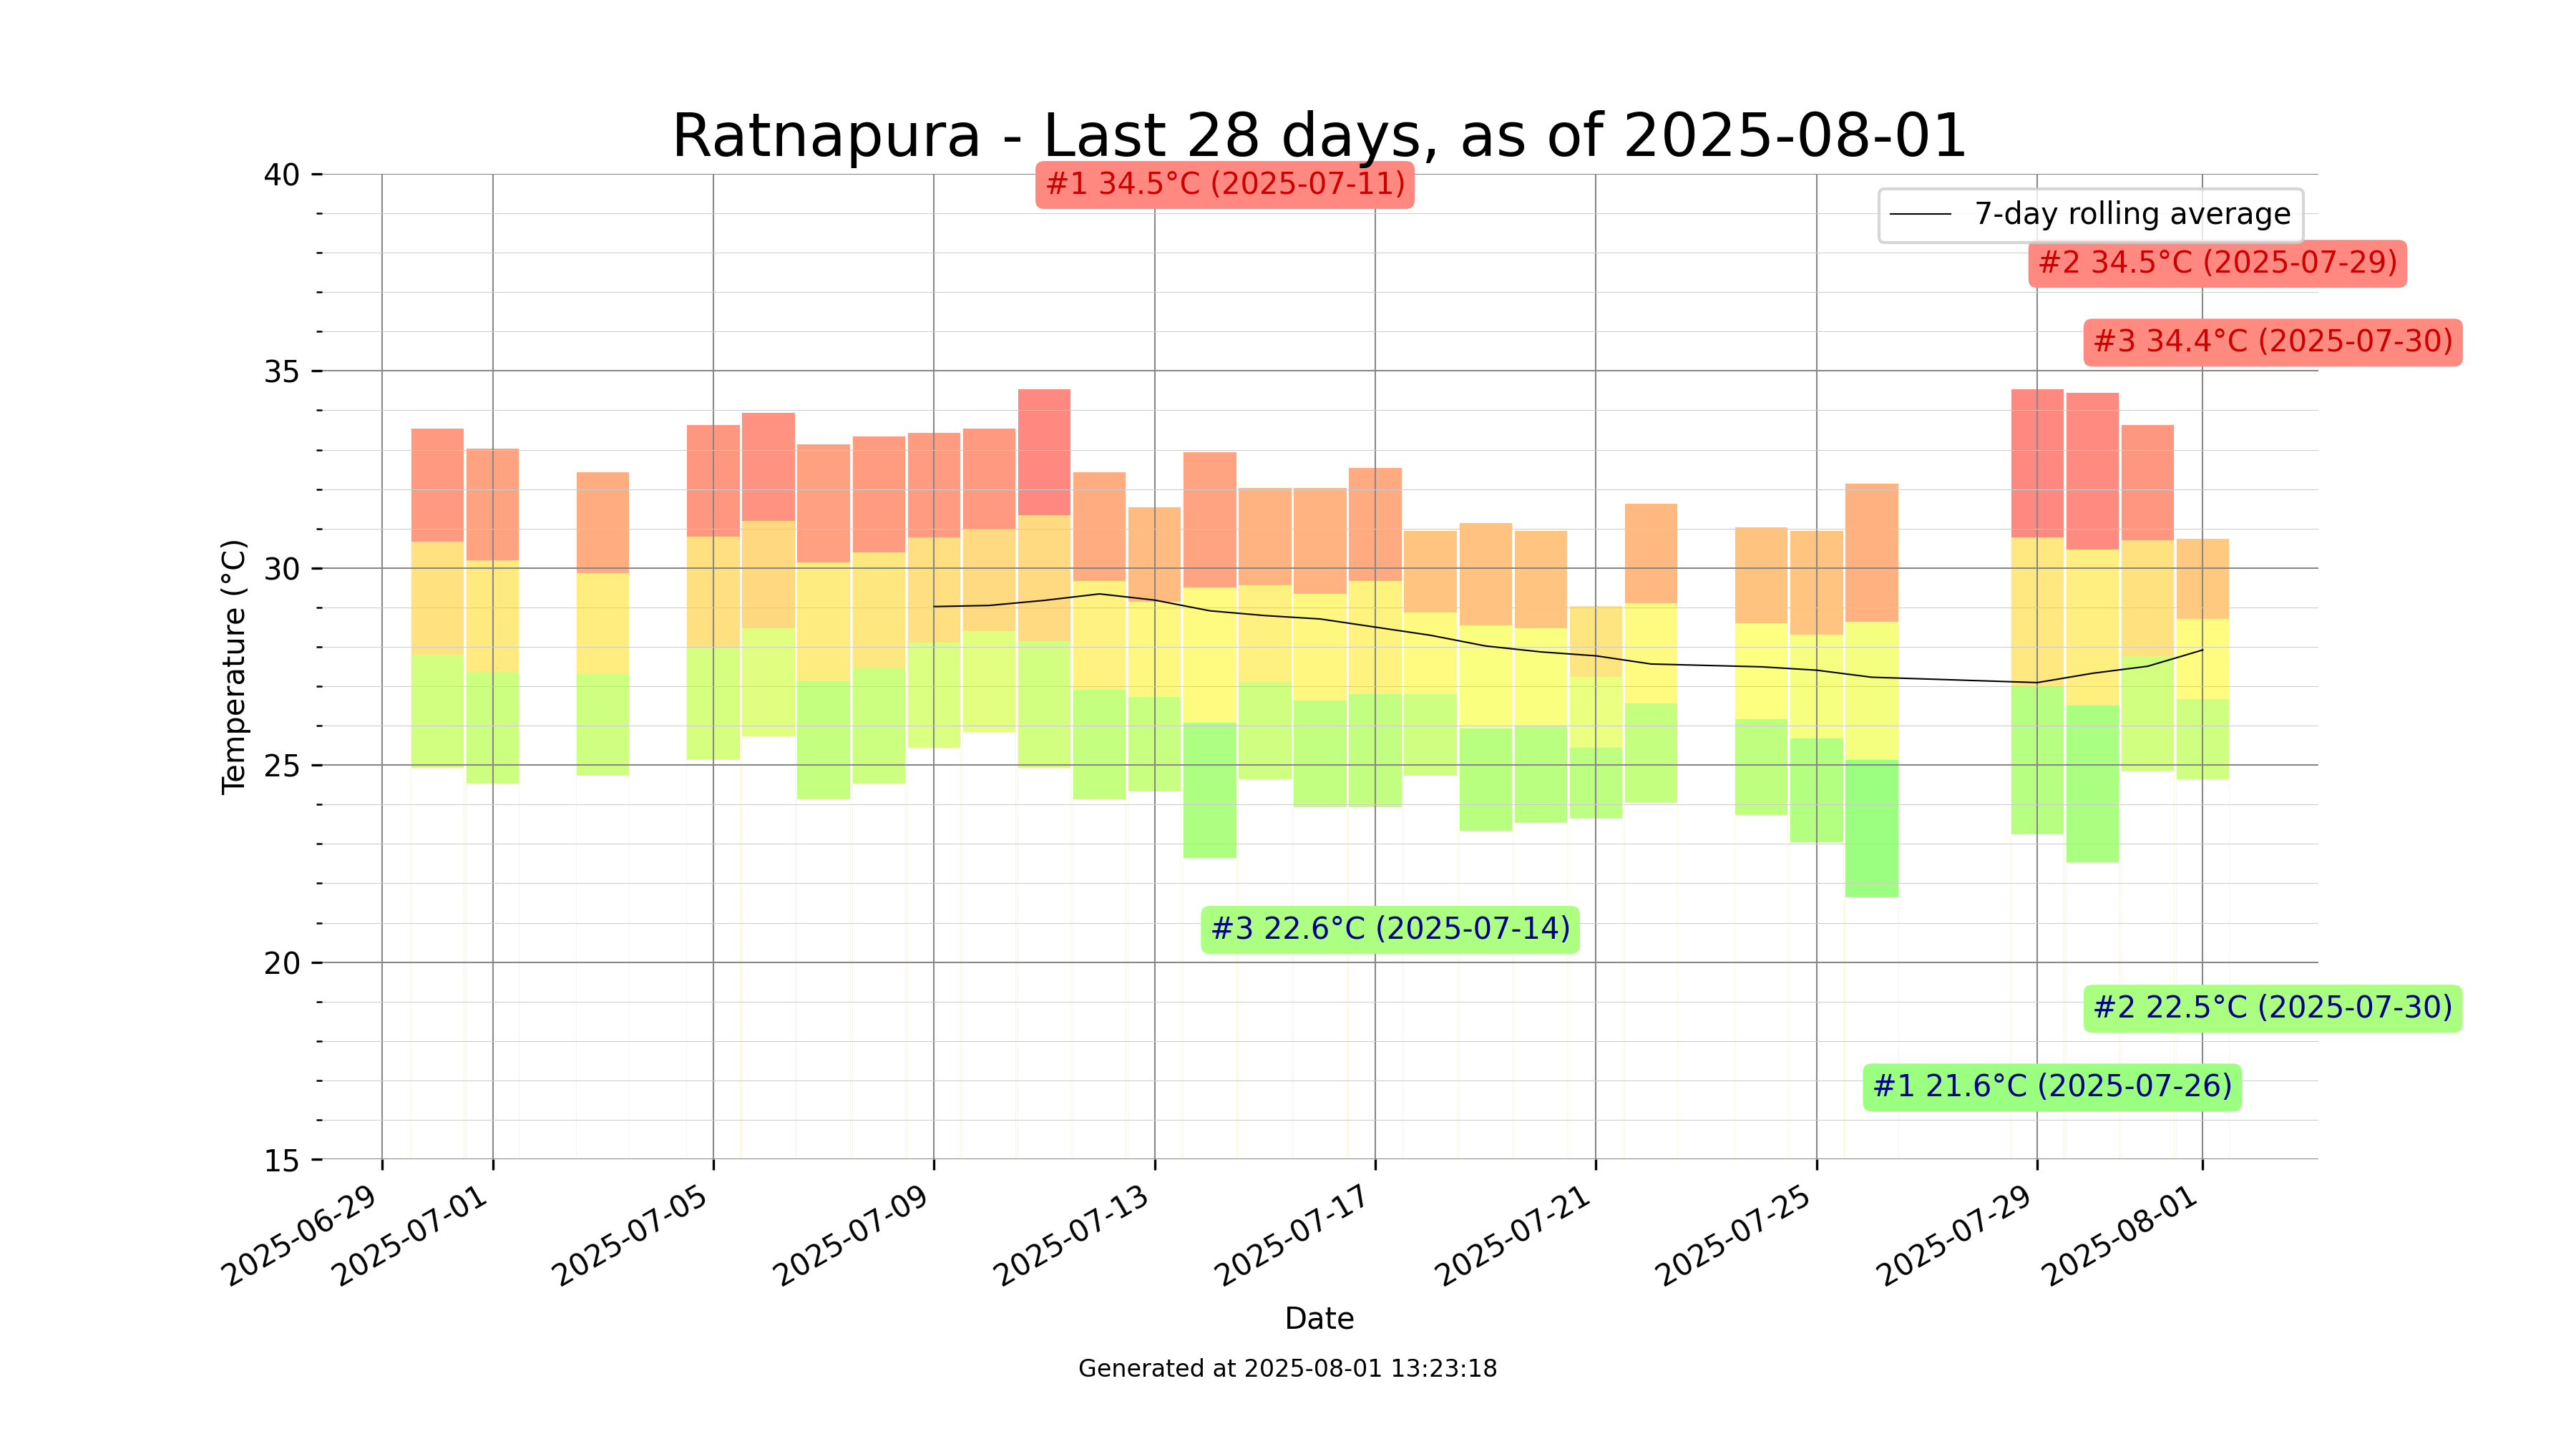 Ratnapura - Last 28 days, as of 2025-08-01
40
#1 34.5°C (2025-07-11)
7-day rolling average
#2 34.5°C (2025-07-29)
#3 34.4°C (2025-07-30)
35
30
Temperature (°C)
25
#3 22.6°C (2025-07-14)
20
#2 22.5°C (2025-07-30)
#1 21.6°C (2025-07-26)
15
2025-06-29
2025-07-01
2025-07-05
2025-07-09
2025-07-13
2025-07-17
2025-07-21
2025-07-25
2025-07-29
2025-08-01
Date
Generated at 2025-08-01 13:23:18